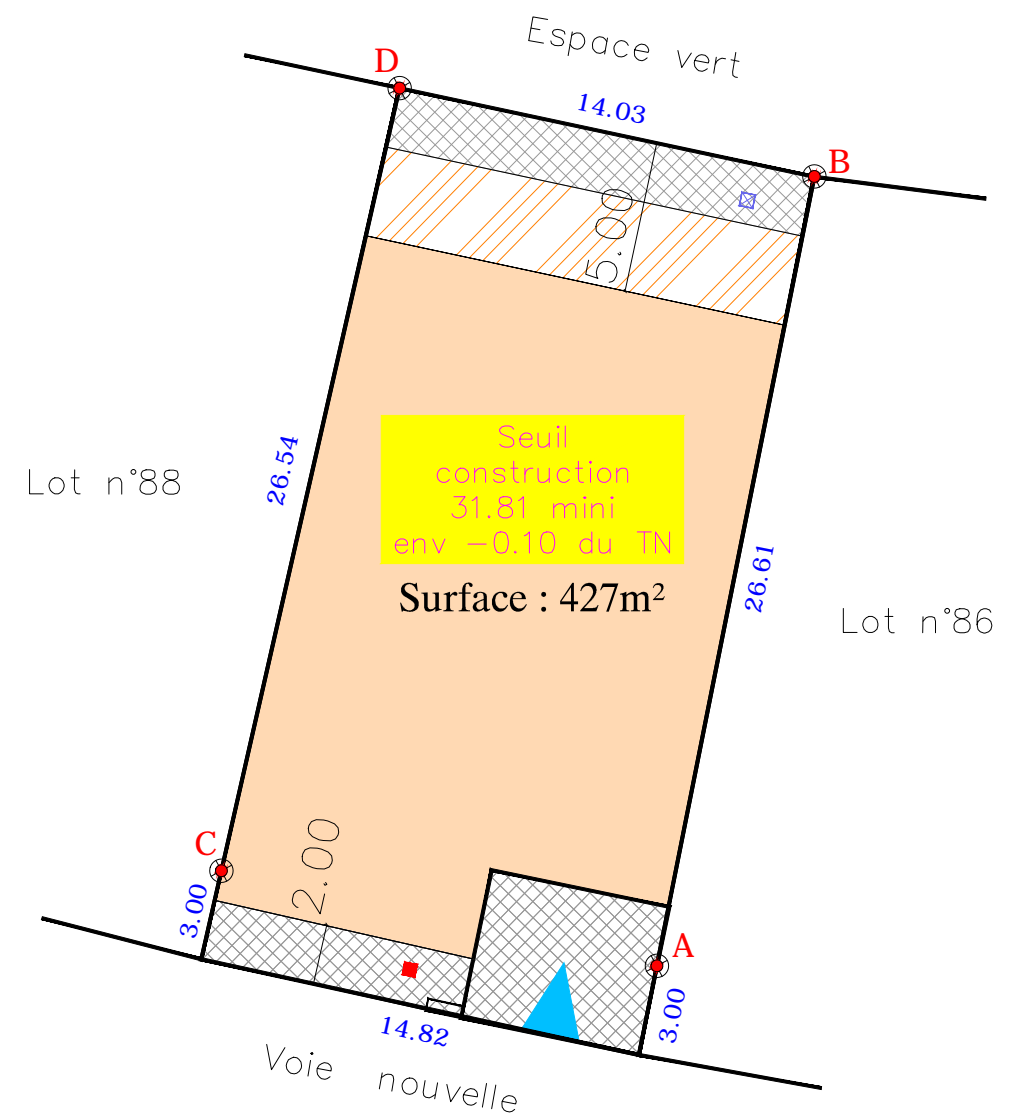 Espace vert
D
14.03
B
5.00
26.54
Seuil
construction
31.81 mini
env -0.10 du TN
Lot n°88
26.61
Surface : 427m²
Lot n°86
2.00
C
3.00
A
3.00
14.82
Voie nouvelle